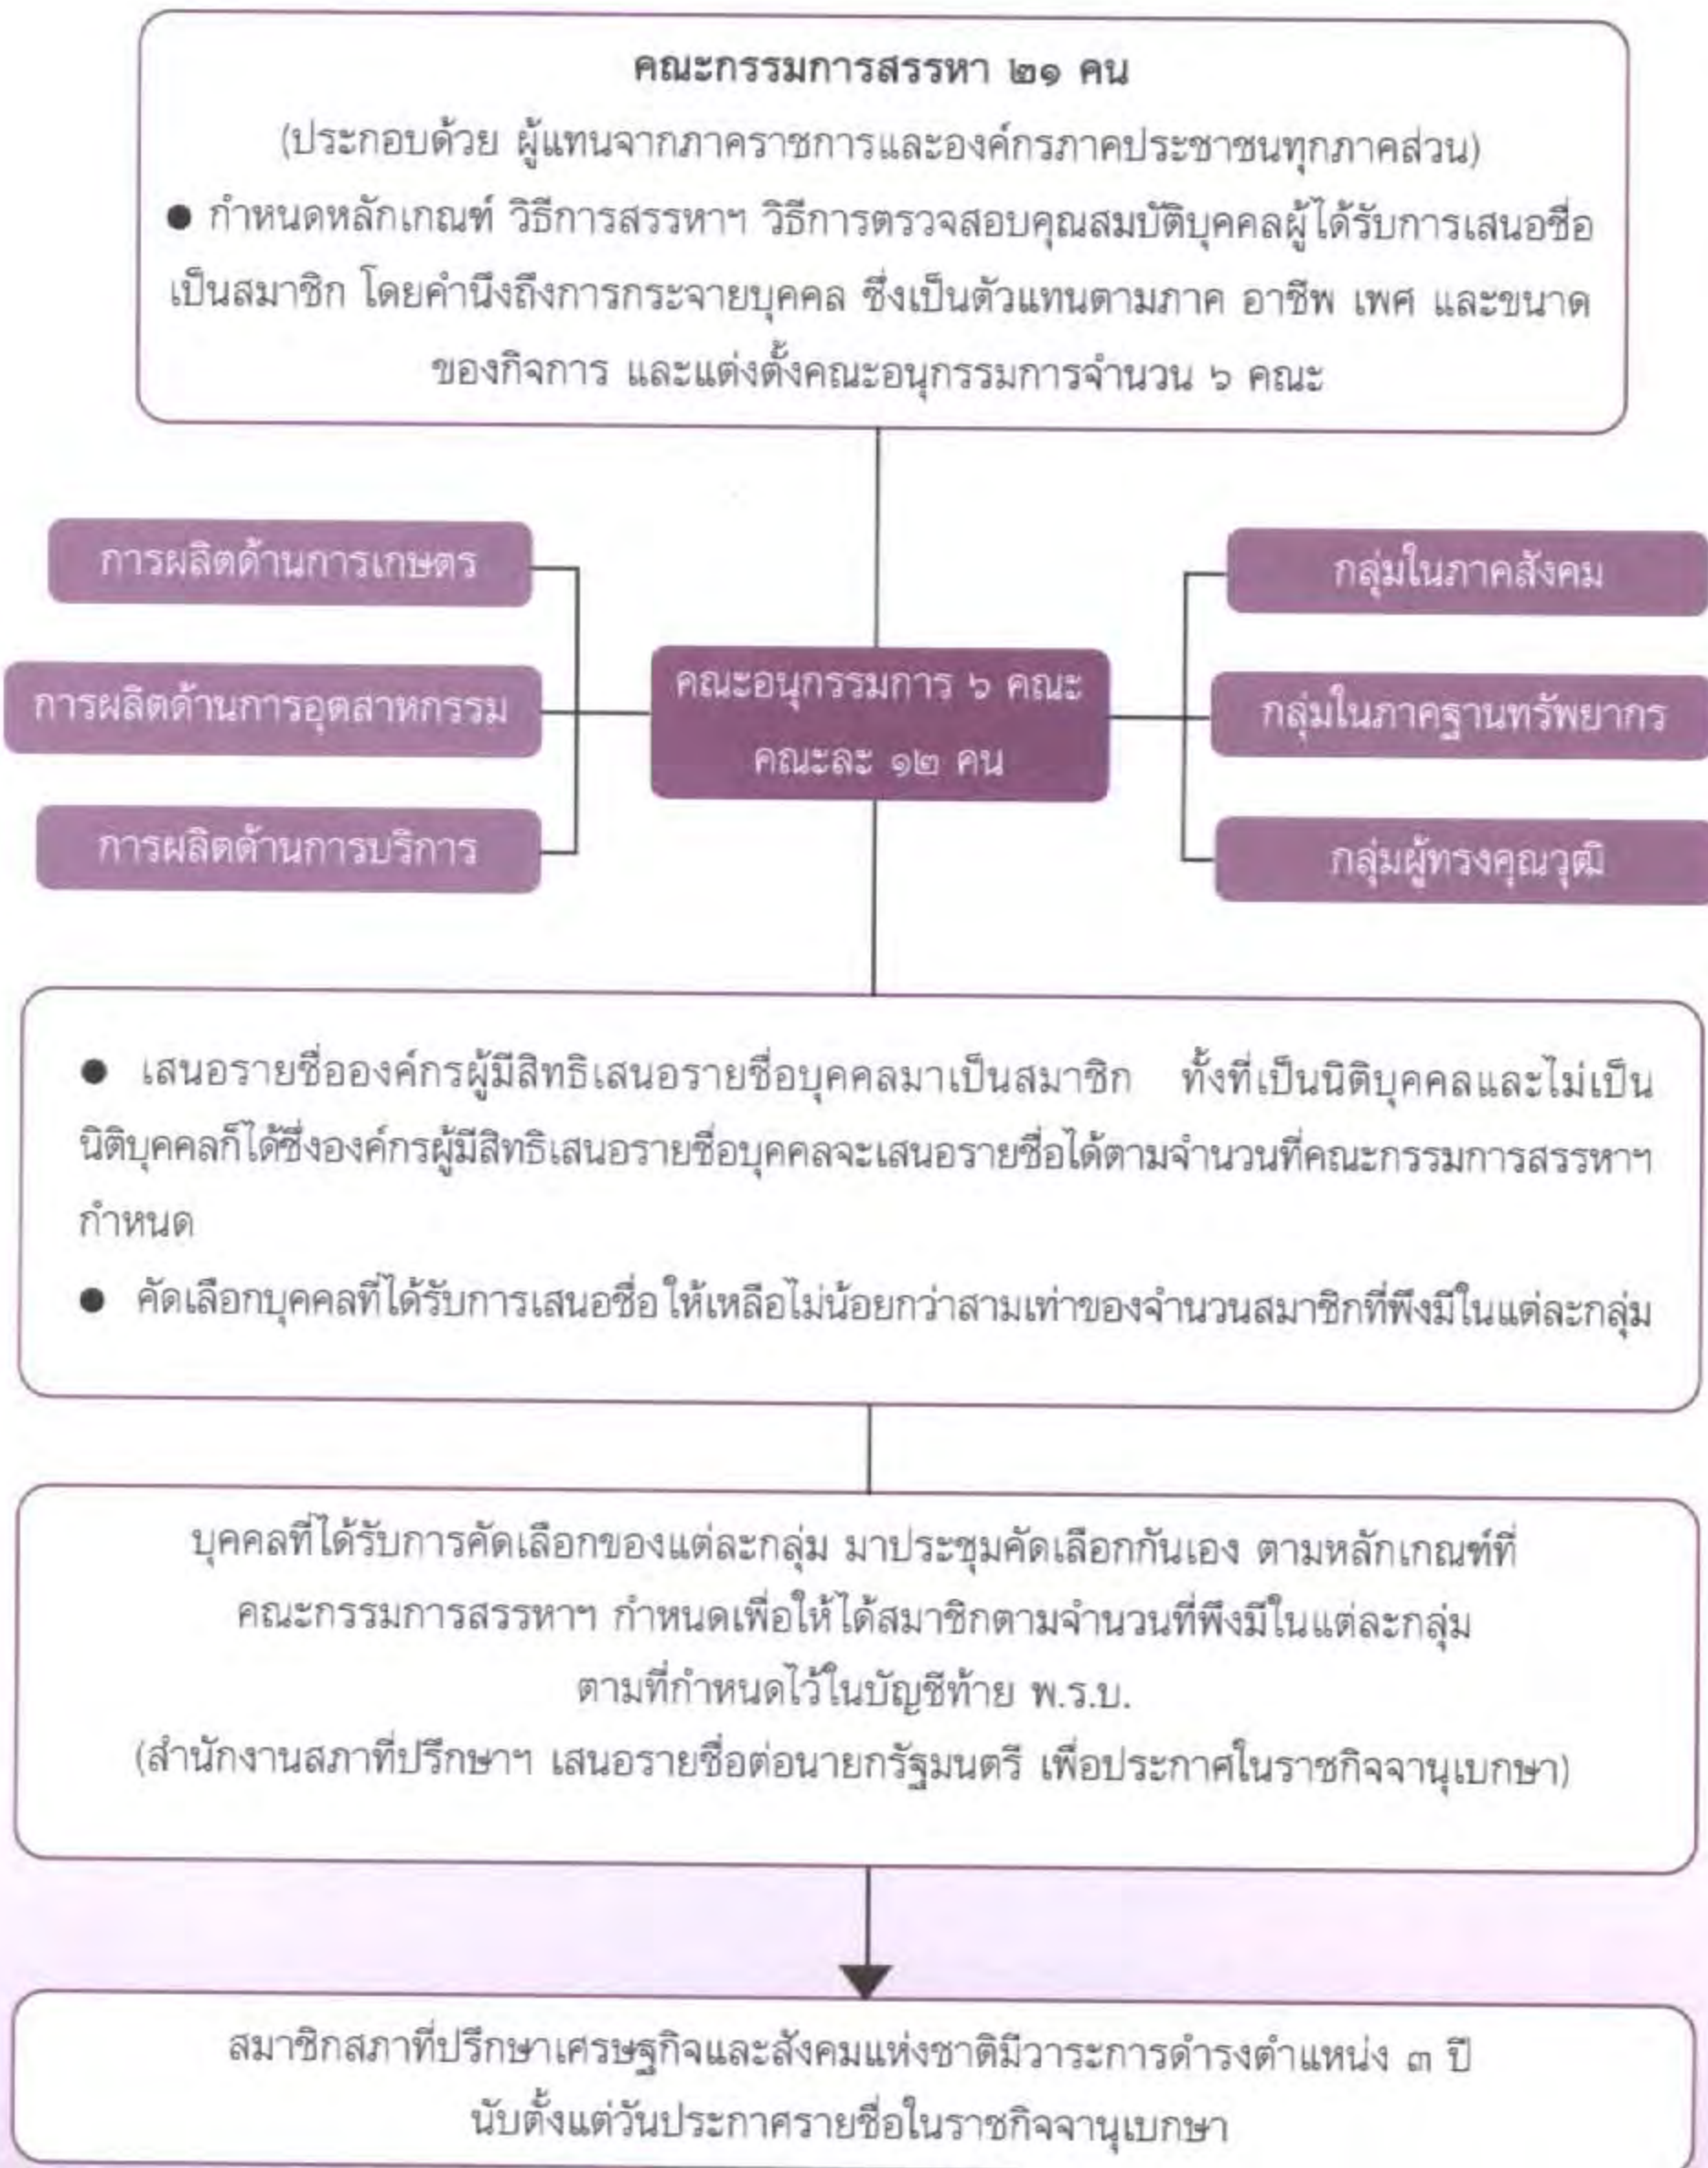 คณะกรรมการสรรหา ๒๑ คน
(ประกอบด้วย ผู้แทนจากภาคราชการและองค์กรภาคประชาชนทุกภาคส่วน)
● กำหนดหลักเกณฑ์ วิธีการสรรหาฯ วิธีการตรวจสอบคุณสมบัติบุคคลผู้ได้รับการเสนอชื่อ
เป็นสมาชิก โดยคำนึงถึงการกระจายบุคคล ซึ่งเป็นตัวแทนตามภาค อาชีพ เพศ และขนาด
ของกิจการ และแต่งตั้งคณะอนุกรรมการจำนวน ๖ คณะ
การผลิตด้านการเกษตร
การผลิตด้านการอุตสาหกรรม
การผลิตด้านการบริการ
คณะอนุกรรมการ ๖ คณะ
คณะละ ๑๒ คน
กลุ่มในภาคสังคม
กลุ่มในภาคฐานทรัพยากร
กลุ่มผู้ทรงคุณวุฒิ
● เสนอรายชื่อองค์กรผู้มีสิทธิเสนอรายชื่อบุคคลมาเป็นสมาชิก ทั้งที่เป็นนิติบุคคลและไม่เป็น
นิติบุคคลก็ได้ซึ่งองค์กรผู้มีสิทธิเสนอรายชื่อบุคคลจะเสนอรายชื่อได้ตามจำนวนที่คณะกรรมการสรรหาฯ
กำหนด
● คัดเลือกบุคคลที่ได้รับการเสนอชื่อ ให้เหลือไม่น้อยกว่าสามเท่าของจำนวนสมาชิกที่พึงมีในแต่ละกลุ่ม
บุคคลที่ได้รับการคัดเลือกของแต่ละกลุ่ม มาประชุมคัดเลือกกันเอง ตามหลักเกณฑ์ที่
คณะกรรมการสรรหาฯ กำหนดเพื่อให้ได้สมาชิกตามจำนวนที่พึงมีในแต่ละกลุ่ม
ตามที่กำหนดไว้ในบัญชีท้าย พ.ร.บ.
(สำนักงานสภาที่ปรึกษาฯ เสนอรายชื่อต่อนายกรัฐมนตรี เพื่อประกาศในราชกิจจานุเบกษา)
สมาชิกสภาที่ปรึกษาเศรษฐกิจและสังคมแห่งชาติมีวาระการดำรงตำแหน่ง ๓ ปี
นับตั้งแต่วันประกาศรายชื่อในราชกิจจานุเบกษา